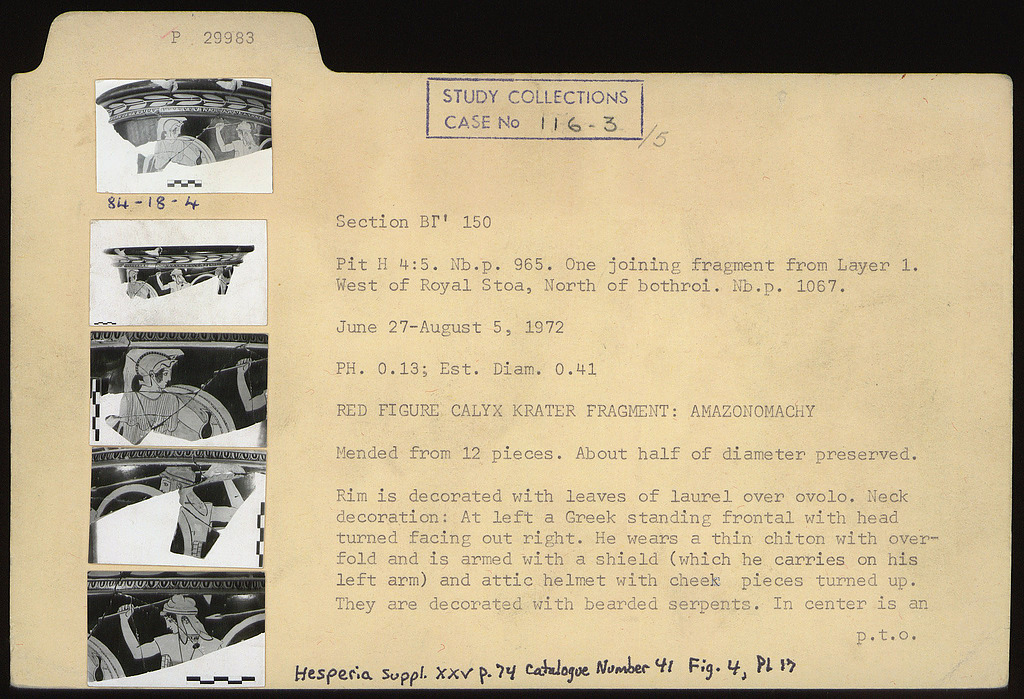 P 29983
STUDY COLLECTIONS
CASE No 116-3
/5
84-18-4
Section ΒΓ' 150
Pit H 4:5. Nb.p. 965. One joining fragment from Layer 1.
West of Royal Stoa, North of bothroi. Nb.p. 1067.
June 27-August 5, 1972
PH. 0.13; Est. Diam. 0.41
RED FIGURE CALYX KRATER FRAGMENT: AMAZONOMACHY
Mended from 12 pieces. About half of diameter preserved.
Rim is decorated with leaves of laurel over ovolo. Neck
decoration: At left a Greek standing frontal with head
turned facing out right. He wears a thin chiton with over-
fold and is armed with a shield (which he carries on his
left arm) and attic helmet with cheek pieces turned up.
They are decorated with bearded serpents. In center is an
p.t.o.
Hesperia Suppl. XXV p. 74 Catalogue Number 41 Fig. 4, Pl 17